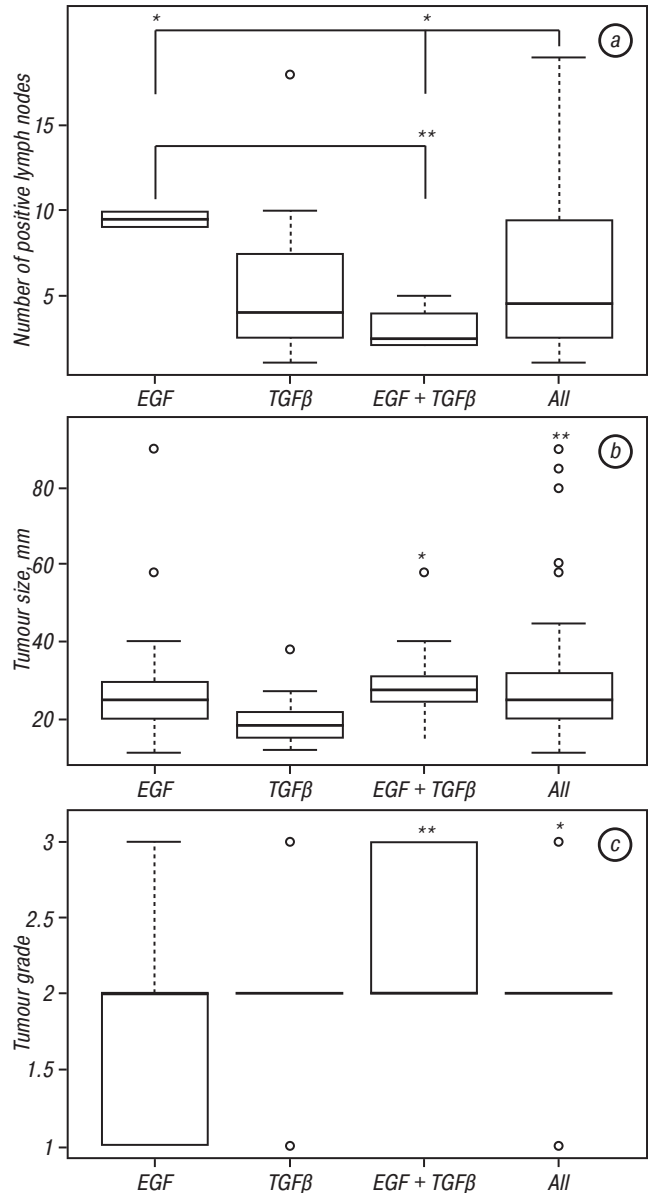 * * a
Number of positive lymph nodes
15
**
10
5
EGF TGFβ EGF + TGFβ All
** b
Tumour size, mm
80
60
*
40
20
EGF TGFβ EGF + TGFβ All
3 ** * c
Tumour grade
2.5
2
1.5
1
EGF TGFβ EGF + TGFβ All